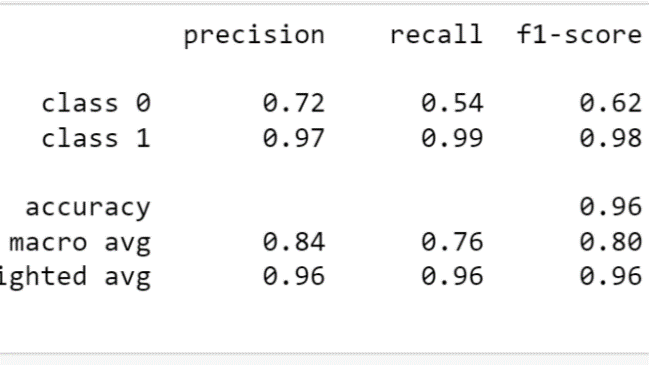 precision recall f1-score
class 0 0.72 0.54 0.62
class 1 0.97 0.99 0.98
accuracy 0.96
macro avg 0.84 0.76 0.80
ighted avg 0.96 0.96 0.96